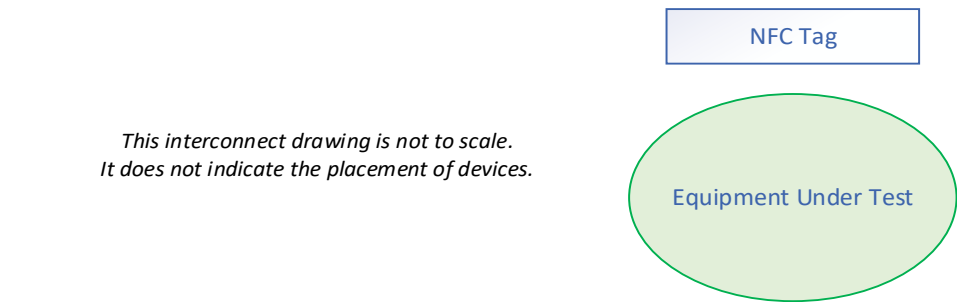 NFC Tag
This interconnect drawing is not to scale.
It does not indicate the placement of devices.
Equipment Under Test